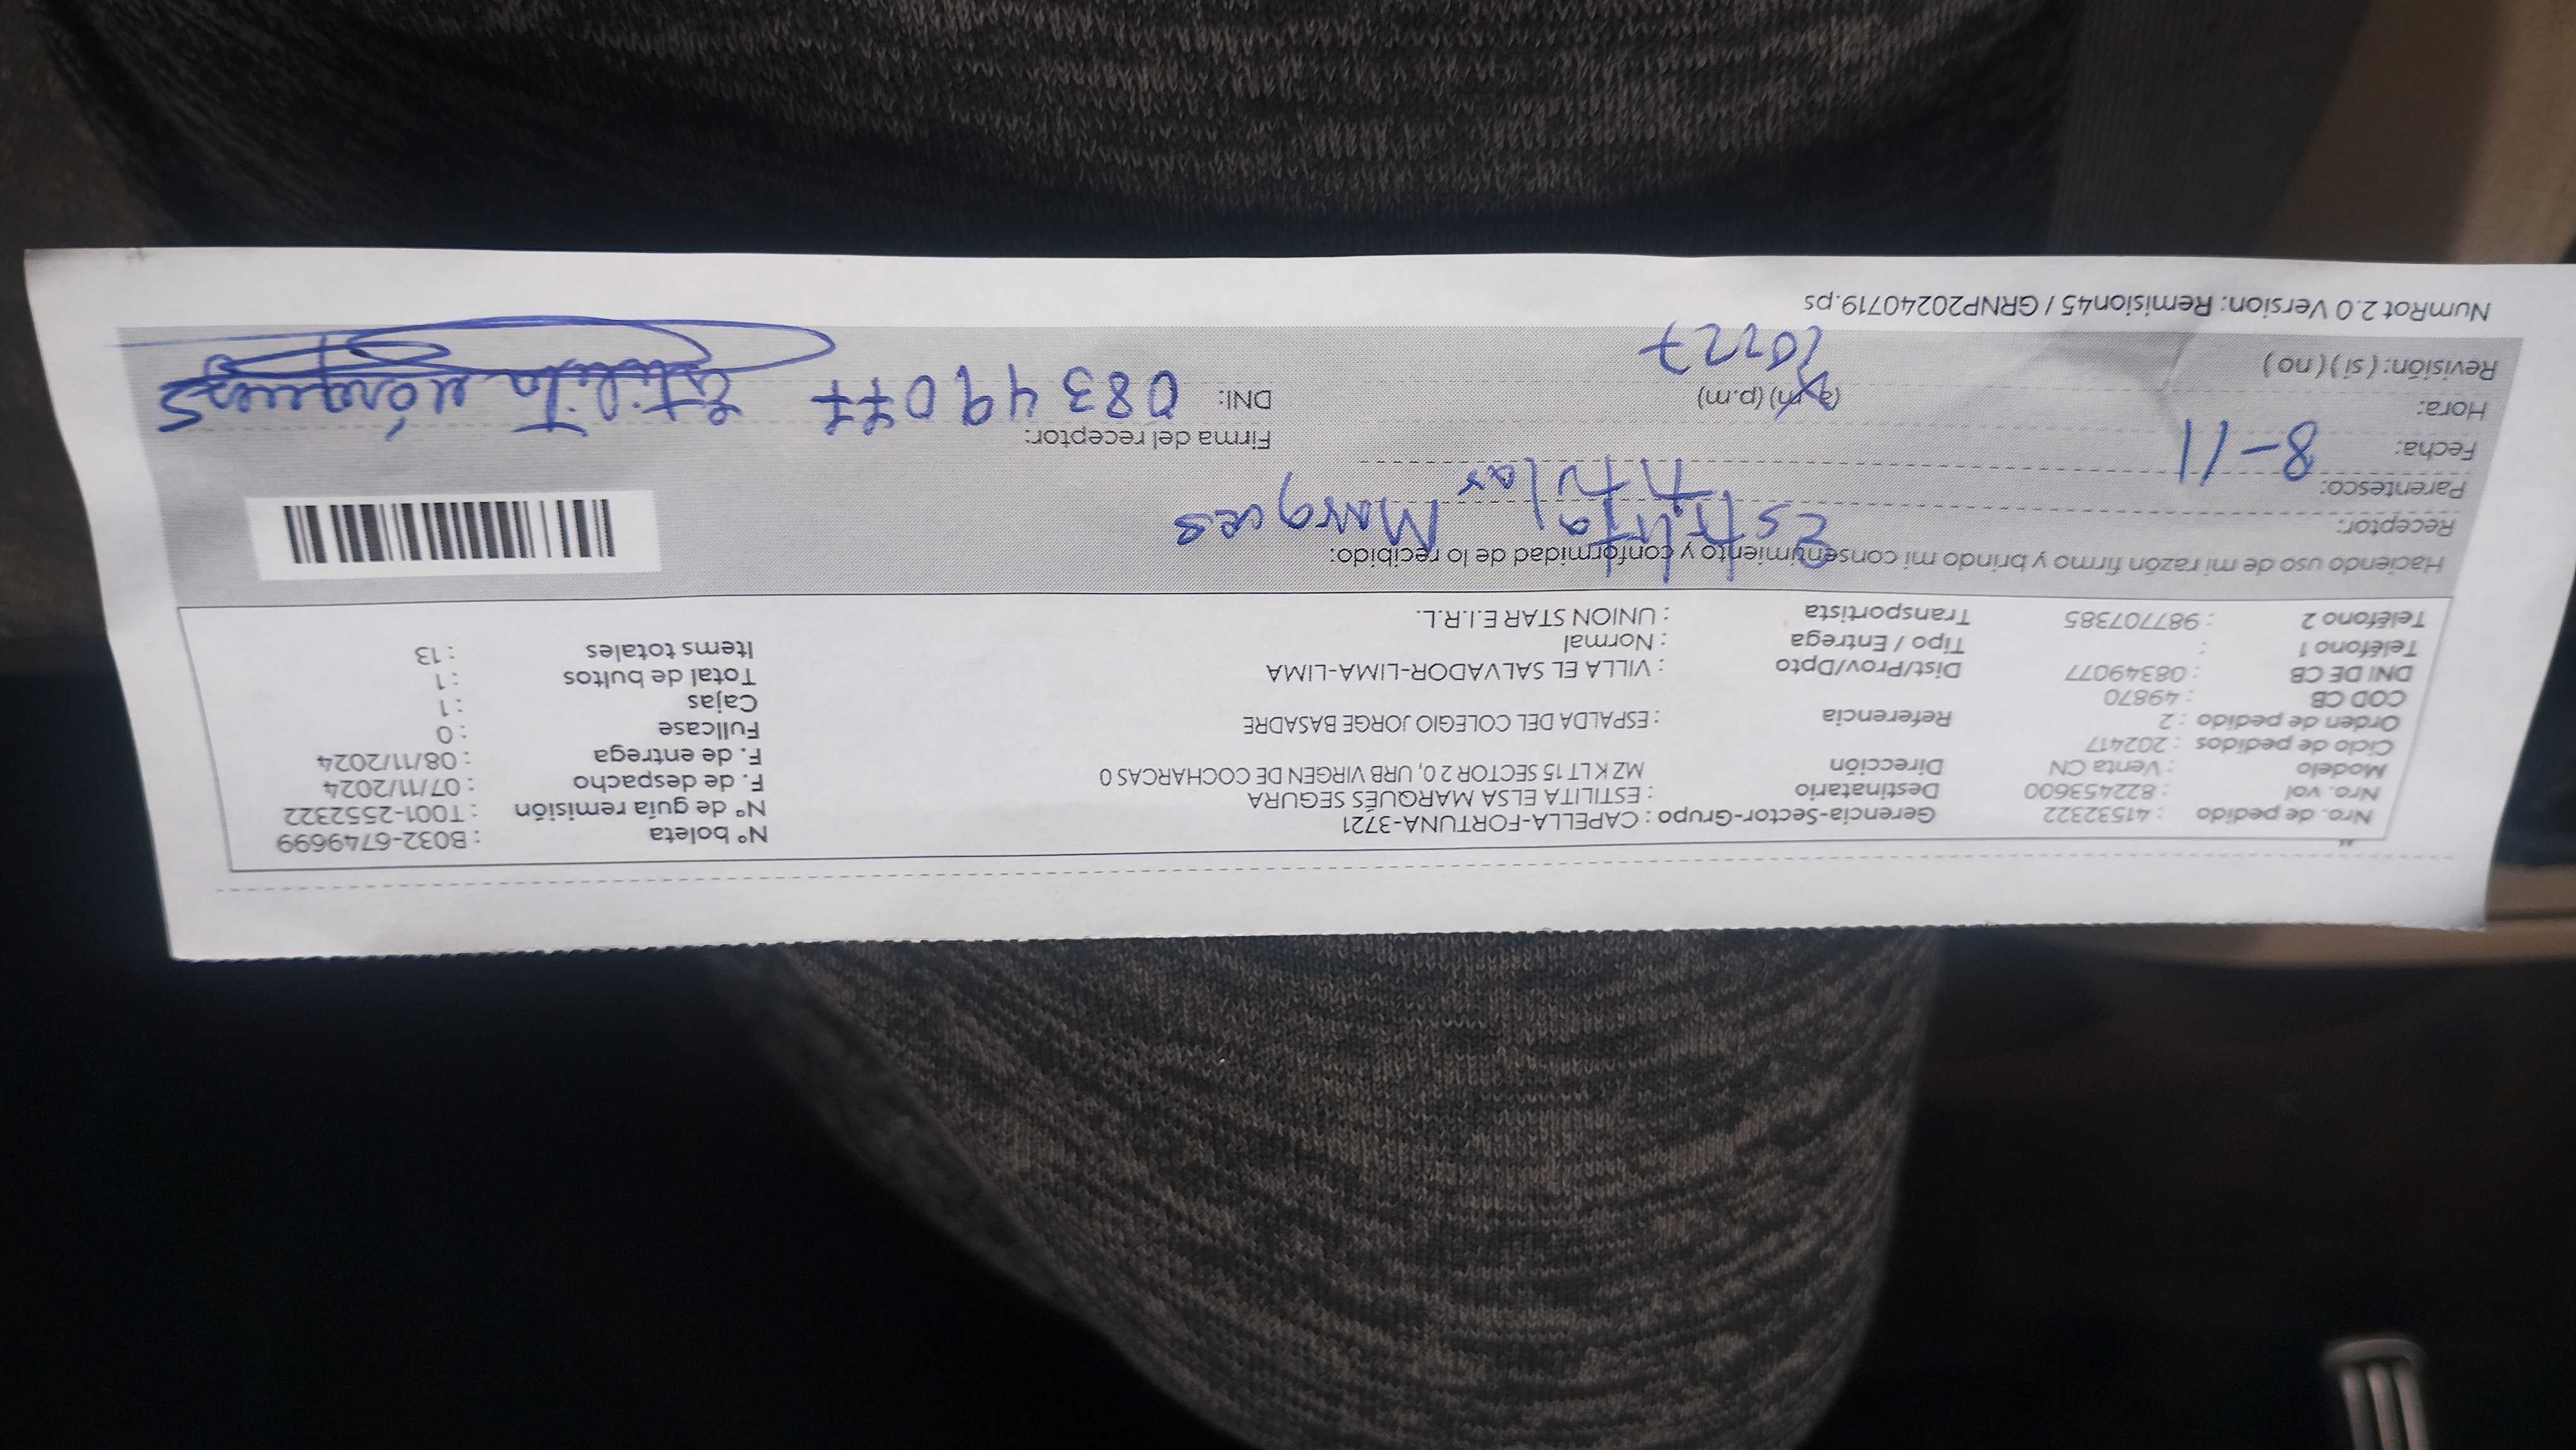 Nro. de pedido : 41532322 Gerencia-Sector-Grupo : CAPELLA-FORTUNA-3721 N° boleta : B032-6749699
Nro. vol : 822453600 Destinatario : ESTILITA ELSA MARQUÉS SEGURA N° de guía remisión : T001-2552322
Modelo : Venta CN Dirección MZ K LT 15 SECTOR 2 0, URB VIRGEN DE COCHARCAS 0 F. de despacho : 07/11/2024
Ciclo de pedidos : 202417 F. de entrega : 08/11/2024
Orden de pedido : 2 Referencia : ESPALDA DEL COLEGIO JORGE BASADRE Fullcase : 0
COD CB : 49870 Cajas : 1
DNI DE CB : 08349077 Dist/Prov/Dpto : VILLA EL SALVADOR-LIMA-LIMA Total de bultos : 1
Teléfono 1 : Tipo / Entrega : Normal Items totales : 13
Teléfono 2 : 987707385 Transportista : UNION STAR E.I.R.L.
Haciendo uso de mi razón firmo y brindo mi consentimiento y conformidad de lo recibido:
Receptor: Estilita Marques
Parentesco: titular
Fecha: 8-11 Firma del receptor:
Hora: (a.m) (p.m) DNI: 08349077 Estilita Márques
Revisión: ( si ) ( no ) 10:27
NumRot 2.0 Version: Remision45 / GRNP20240719.ps